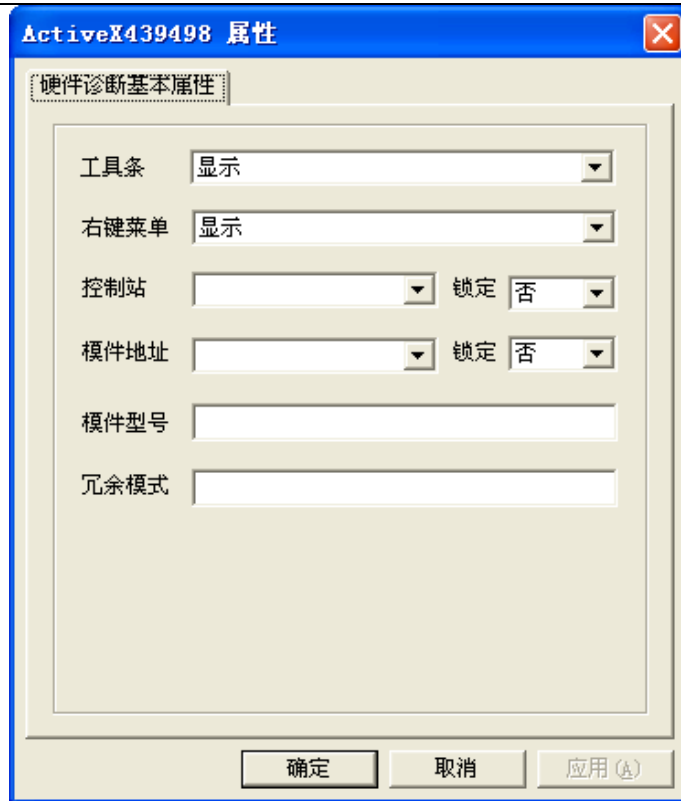 ActiveX439498 属性
硬件诊断基本属性
工具条 显示
右键菜单 显示
控制站 锁定 否
模件地址 锁定 否
模件型号
冗余模式
确定 取消 应用(A)